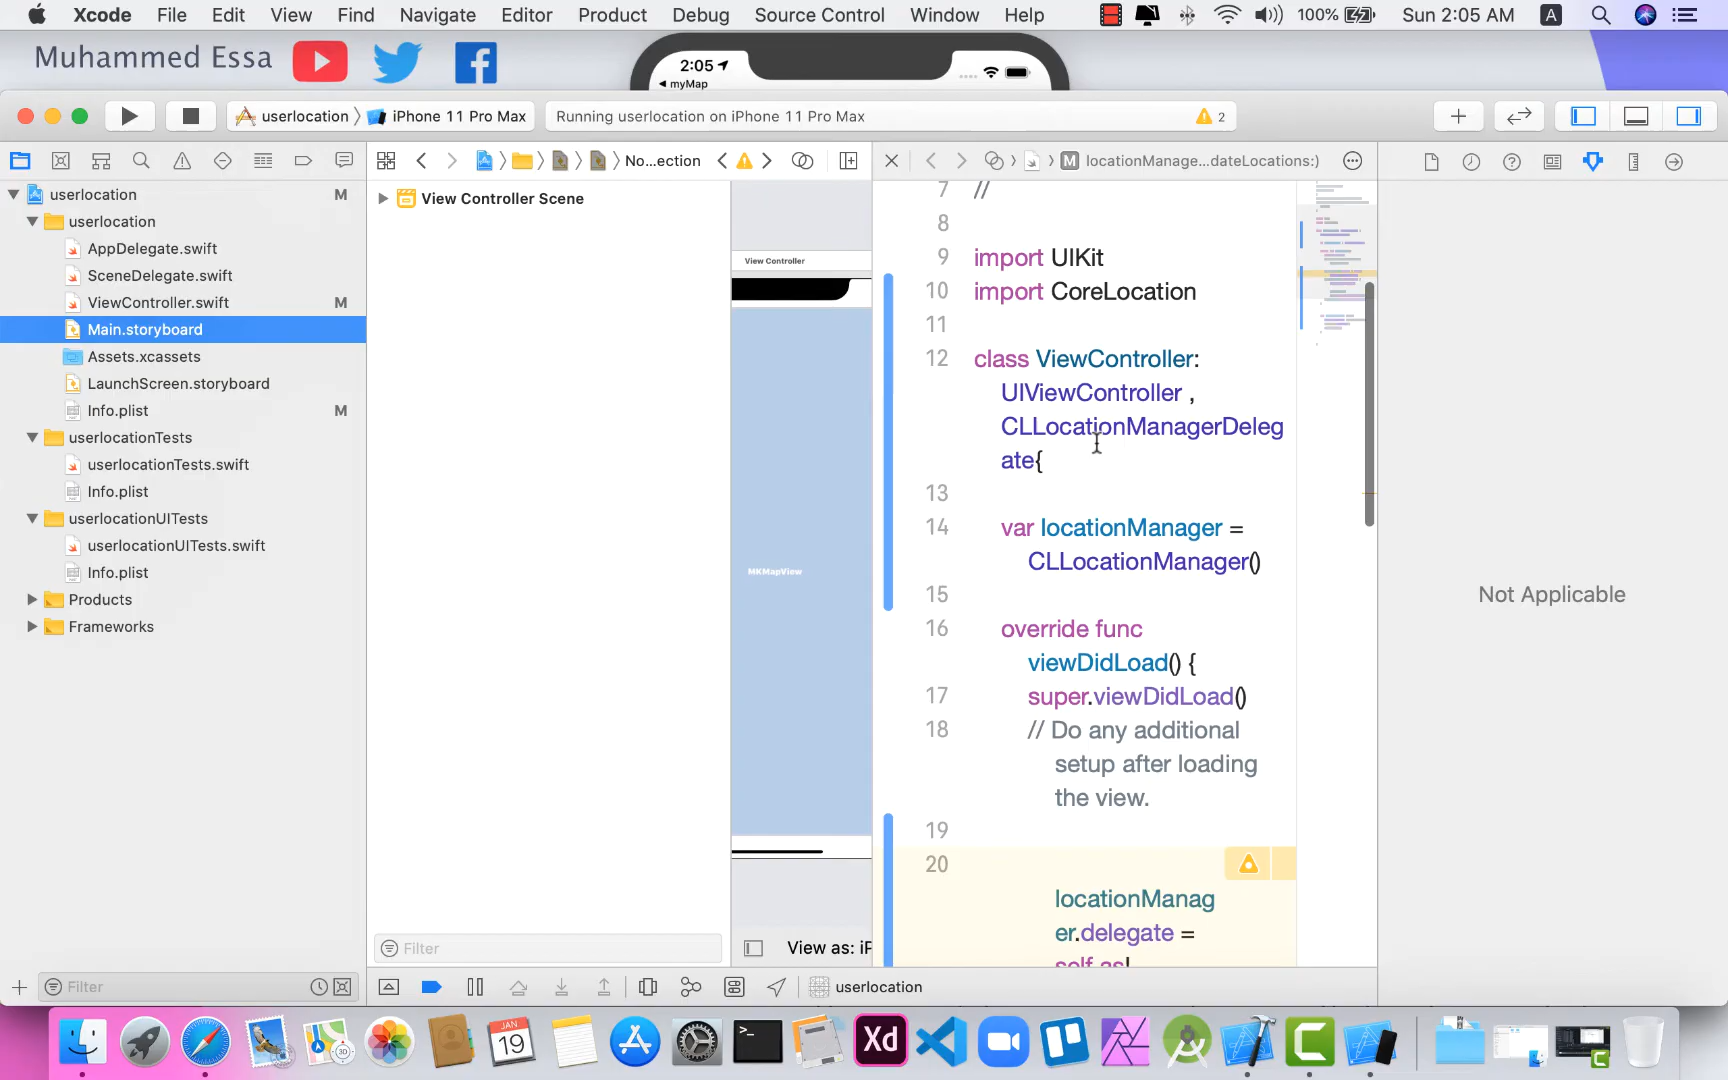 Xcode File Edit View Find Navigate Editor Product Debug Source Control Window Help 100% Sun 2:05 AM A
Muhammed Essa
2:05
myMap
userlocation iPhone 11 Pro Max
Running userlocation on iPhone 11 Pro Max
2
No...ection
locationManage...dateLocations:)
M
userlocation M
userlocation
AppDelegate.swift
SceneDelegate.swift
ViewController.swift M
Main.storyboard
Assets.xcassets
LaunchScreen.storyboard
Info.plist M
userlocationTests
userlocationTests.swift
Info.plist
userlocationUITests
userlocationUITests.swift
Info.plist
Products
Frameworks
Filter
View Controller Scene
Filter
View Controller
MKMapView
View as: iP
7 //
8
9 import UIKit
10 import CoreLocation
11
12 class ViewController:
UIViewController ,
CLLocationManagerDeleg
ate{
13
14 var locationManager =
CLLocationManager()
15
16 override func
viewDidLoad() {
17 super.viewDidLoad()
18 // Do any additional
setup after loading
the view.
19
20
locationManag
er.delegate =
self as!
userlocation
Not Applicable
JAN
19
3D
Xd
C
C